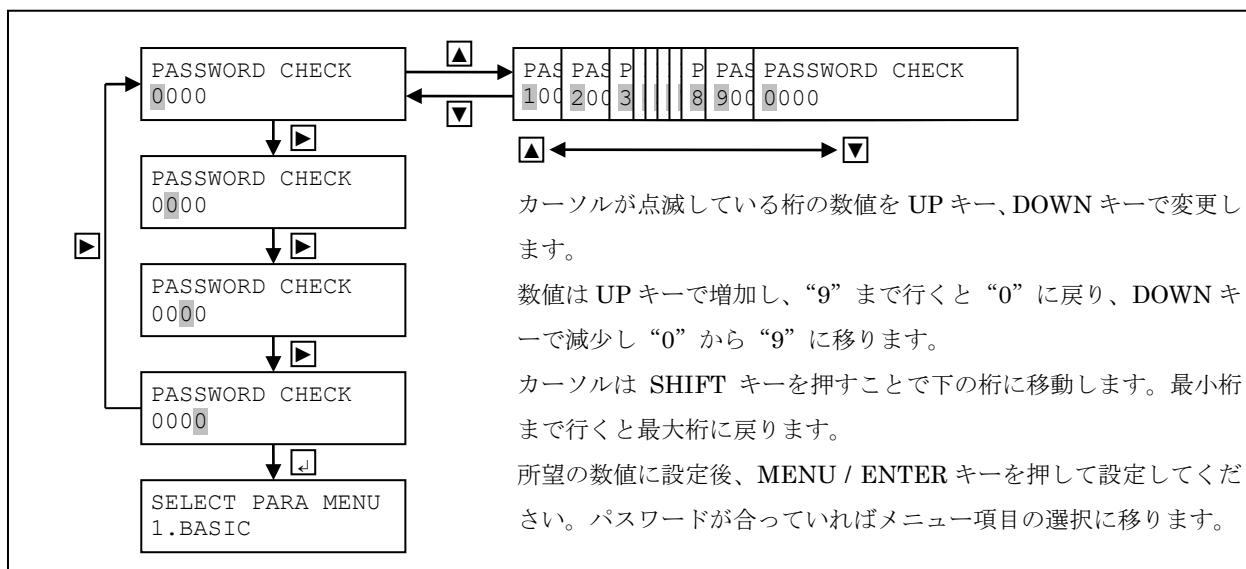 PASSWORD CHECK
0000
▲
▼
PAS PAS P P PAS PASSWORD CHECK
100 200 3 8 900 0000
▲ ▼
▶
PASSWORD CHECK
0000
▶
▶
PASSWORD CHECK
0000
▶
PASSWORD CHECK
0000
↵
SELECT PARA MENU
1.BASIC
カーソルが点滅している桁の数値を UP キー、DOWN キーで変更し
ます。
数値は UP キーで増加し、“9” まで行くと “0” に戻り、DOWN キ
ーで減少し “0” から “9” に移ります。
カーソルは SHIFT キーを押すことで下の桁に移動します。最小桁
まで行くと最大桁に戻ります。
所望の数値に設定後、MENU / ENTER キーを押して設定してくだ
さい。パスワードが合っていればメニュー項目の選択に移ります。